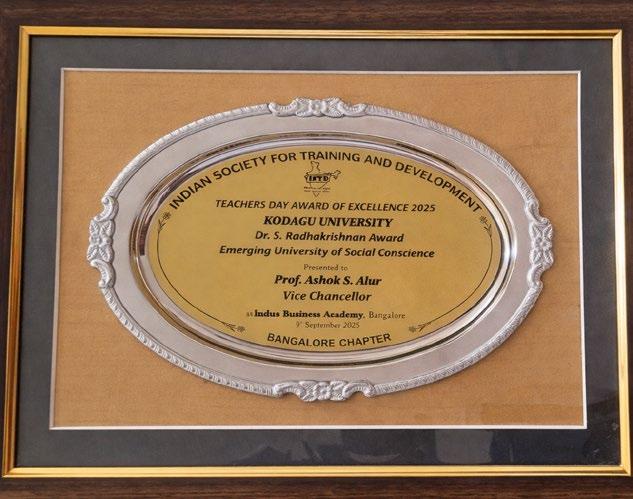 INDIAN SOCIETY FOR TRAINING AND DEVELOPMENT
ISTD
TEACHERS DAY AWARD OF EXCELLENCE 2025
KODAGU UNIVERSITY
Dr. S. Radhakrishnan Award
Emerging University of Social Conscience
Presented to
Prof. Ashok S. Alur
Vice Chancellor
at Indus Business Academy, Bangalore
9th September 2025
BANGALORE CHAPTER